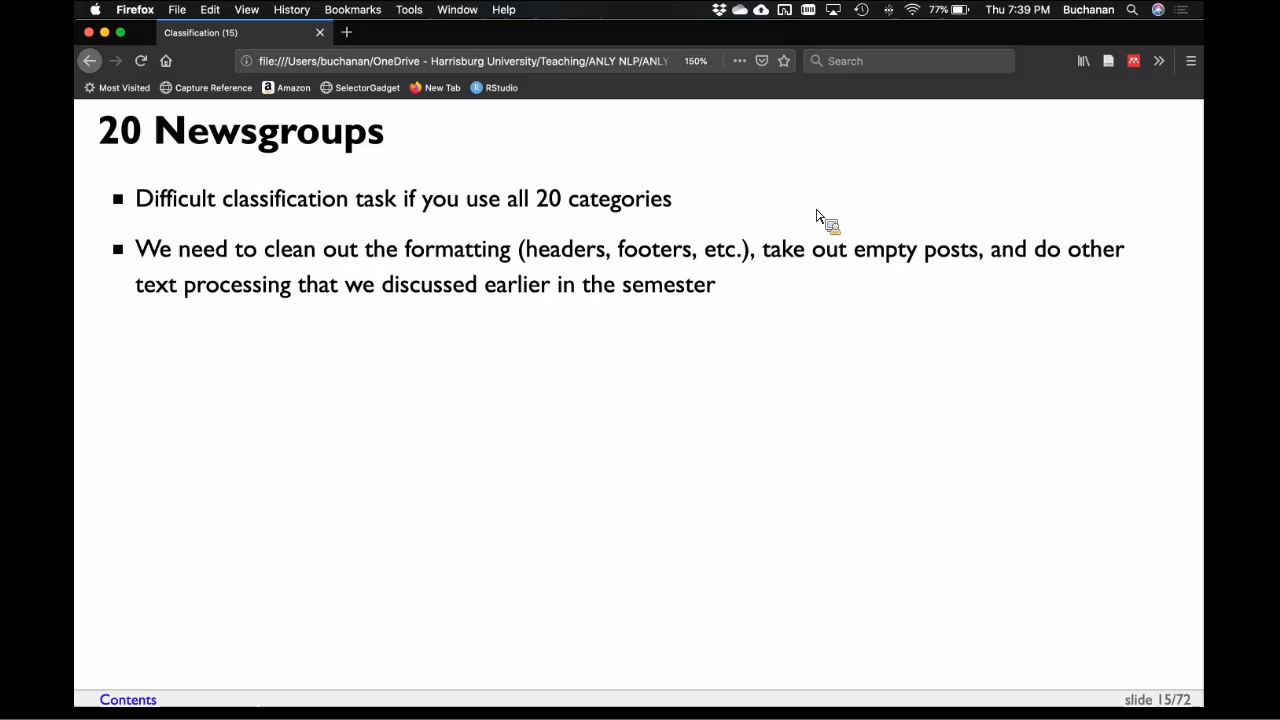 Firefox File Edit View History Bookmarks Tools Window Help 77% Thu 7:39 PM Buchanan
Classification (15)
file:///Users/buchanan/OneDrive - Harrisburg University/Teaching/ANLY NLP/ANLY 150% Search
Most Visited Capture Reference Amazon SelectorGadget New Tab RStudio
20 Newsgroups
Difficult classification task if you use all 20 categories
We need to clean out the formatting (headers, footers, etc.), take out empty posts, and do other
text processing that we discussed earlier in the semester
Contents slide 15/72